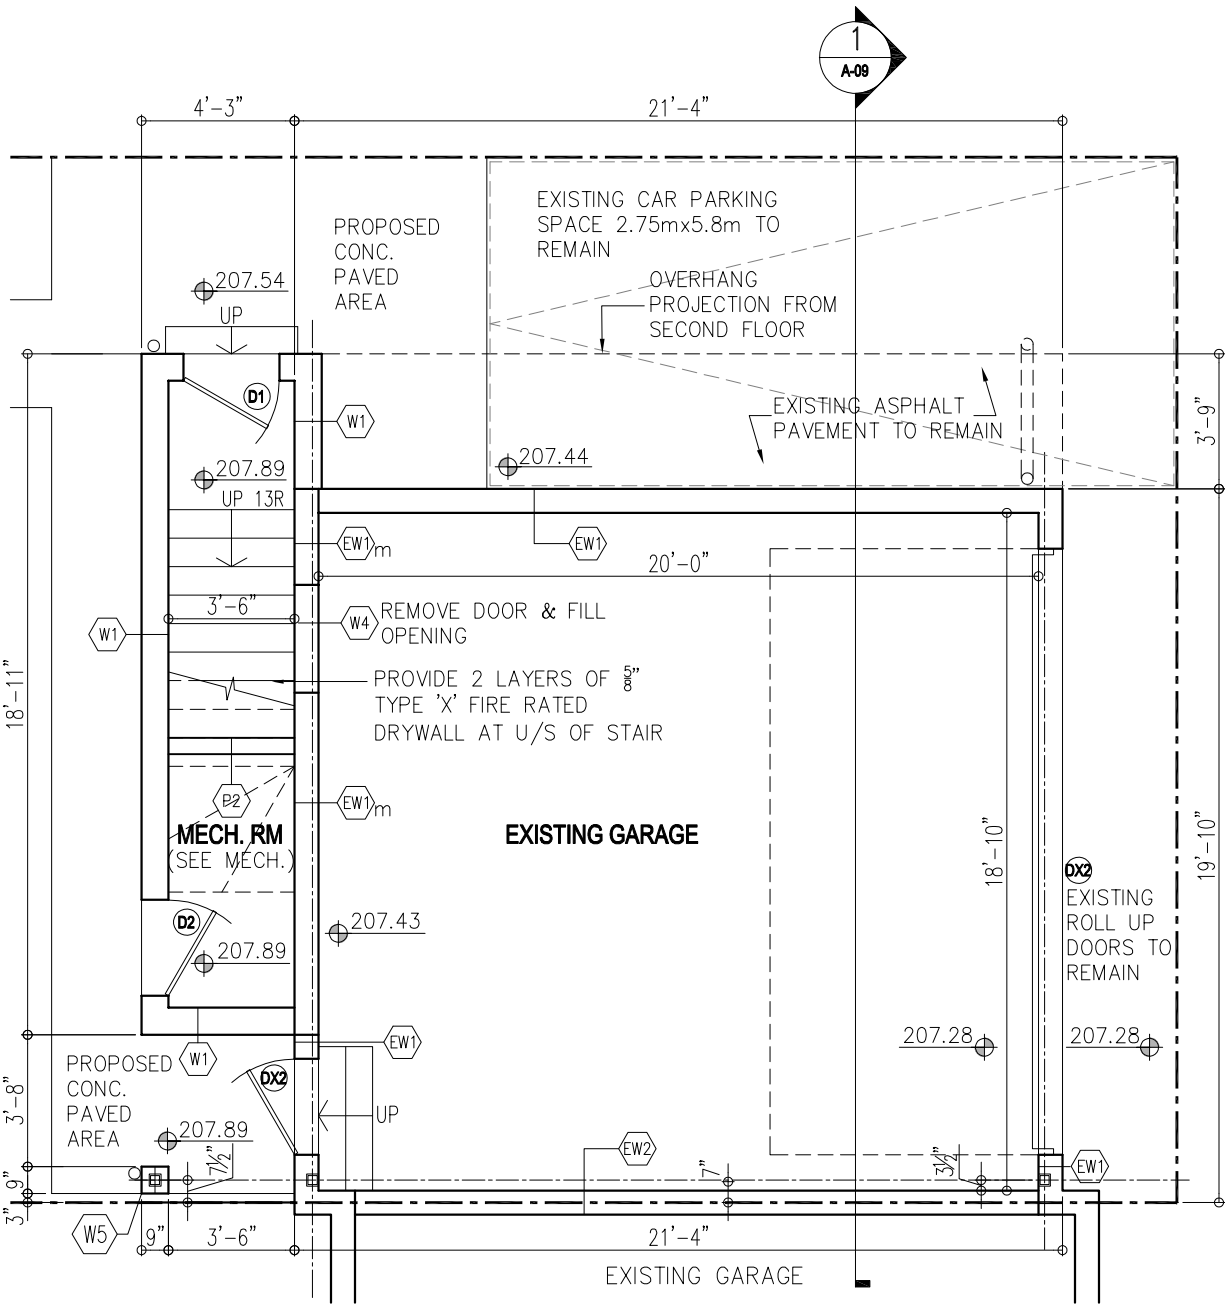 1
A-09
4'-3"
21'-4"
EXISTING CAR PARKING
SPACE 2.75mx5.8m TO
REMAIN
PROPOSED
CONC.
PAVED
AREA
OVERHANG
PROJECTION FROM
SECOND FLOOR
207.54
UP
D1
W1
EXISTING ASPHALT
PAVEMENT TO REMAIN
3'-9"
207.89
207.44
UP 13R
EW1m
EW1
20'-0"
3'-6"
W4
REMOVE DOOR & FILL
OPENING
W1
PROVIDE 2 LAYERS OF 5/8"
TYPE 'X' FIRE RATED
DRYWALL AT U/S OF STAIR
18'-11"
P2
EW1m
MECH. RM
(SEE MECH.)
EXISTING GARAGE
18'-10"
19'-10"
DX2
EXISTING
ROLL UP
DOORS TO
REMAIN
D2
207.43
207.89
207.28
207.28
W1
EW1
PROPOSED
CONC.
PAVED
AREA
DX2
3'-8"
UP
207.89
7½"
EW2
7"
3½"
EW1
9"
3"
W5
9"
3'-6"
21'-4"
EXISTING GARAGE